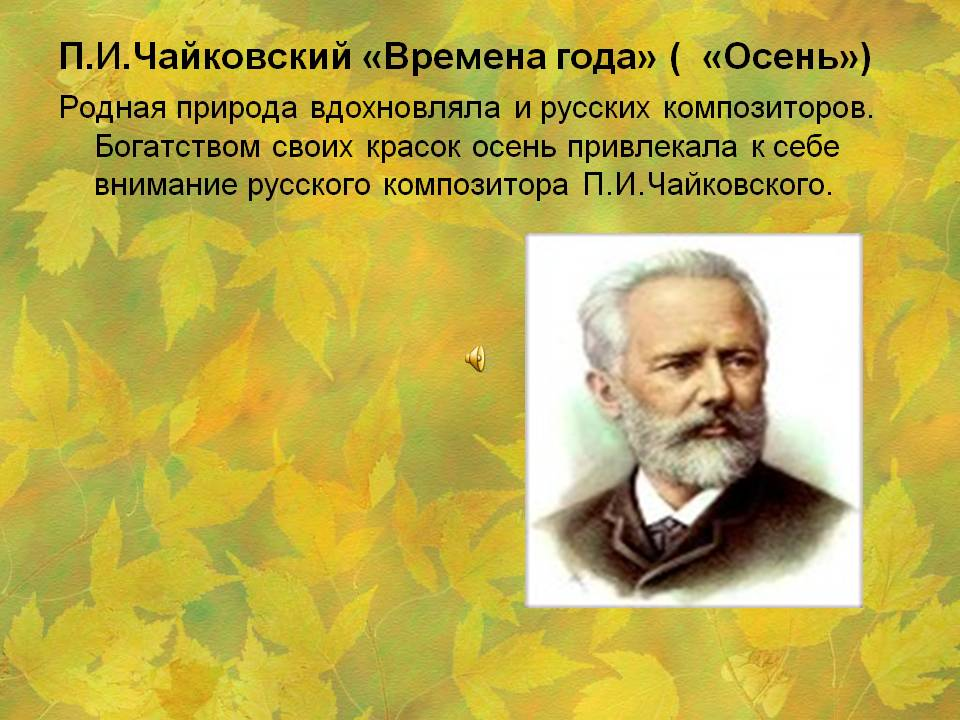 П.И.Чайковский «Времена года» (  «Осень»)
Родная природа вдохновляла и русских композиторов.
Богатством своих красок осень привлекала к себе
внимание русского композитора П.И.Чайковского.